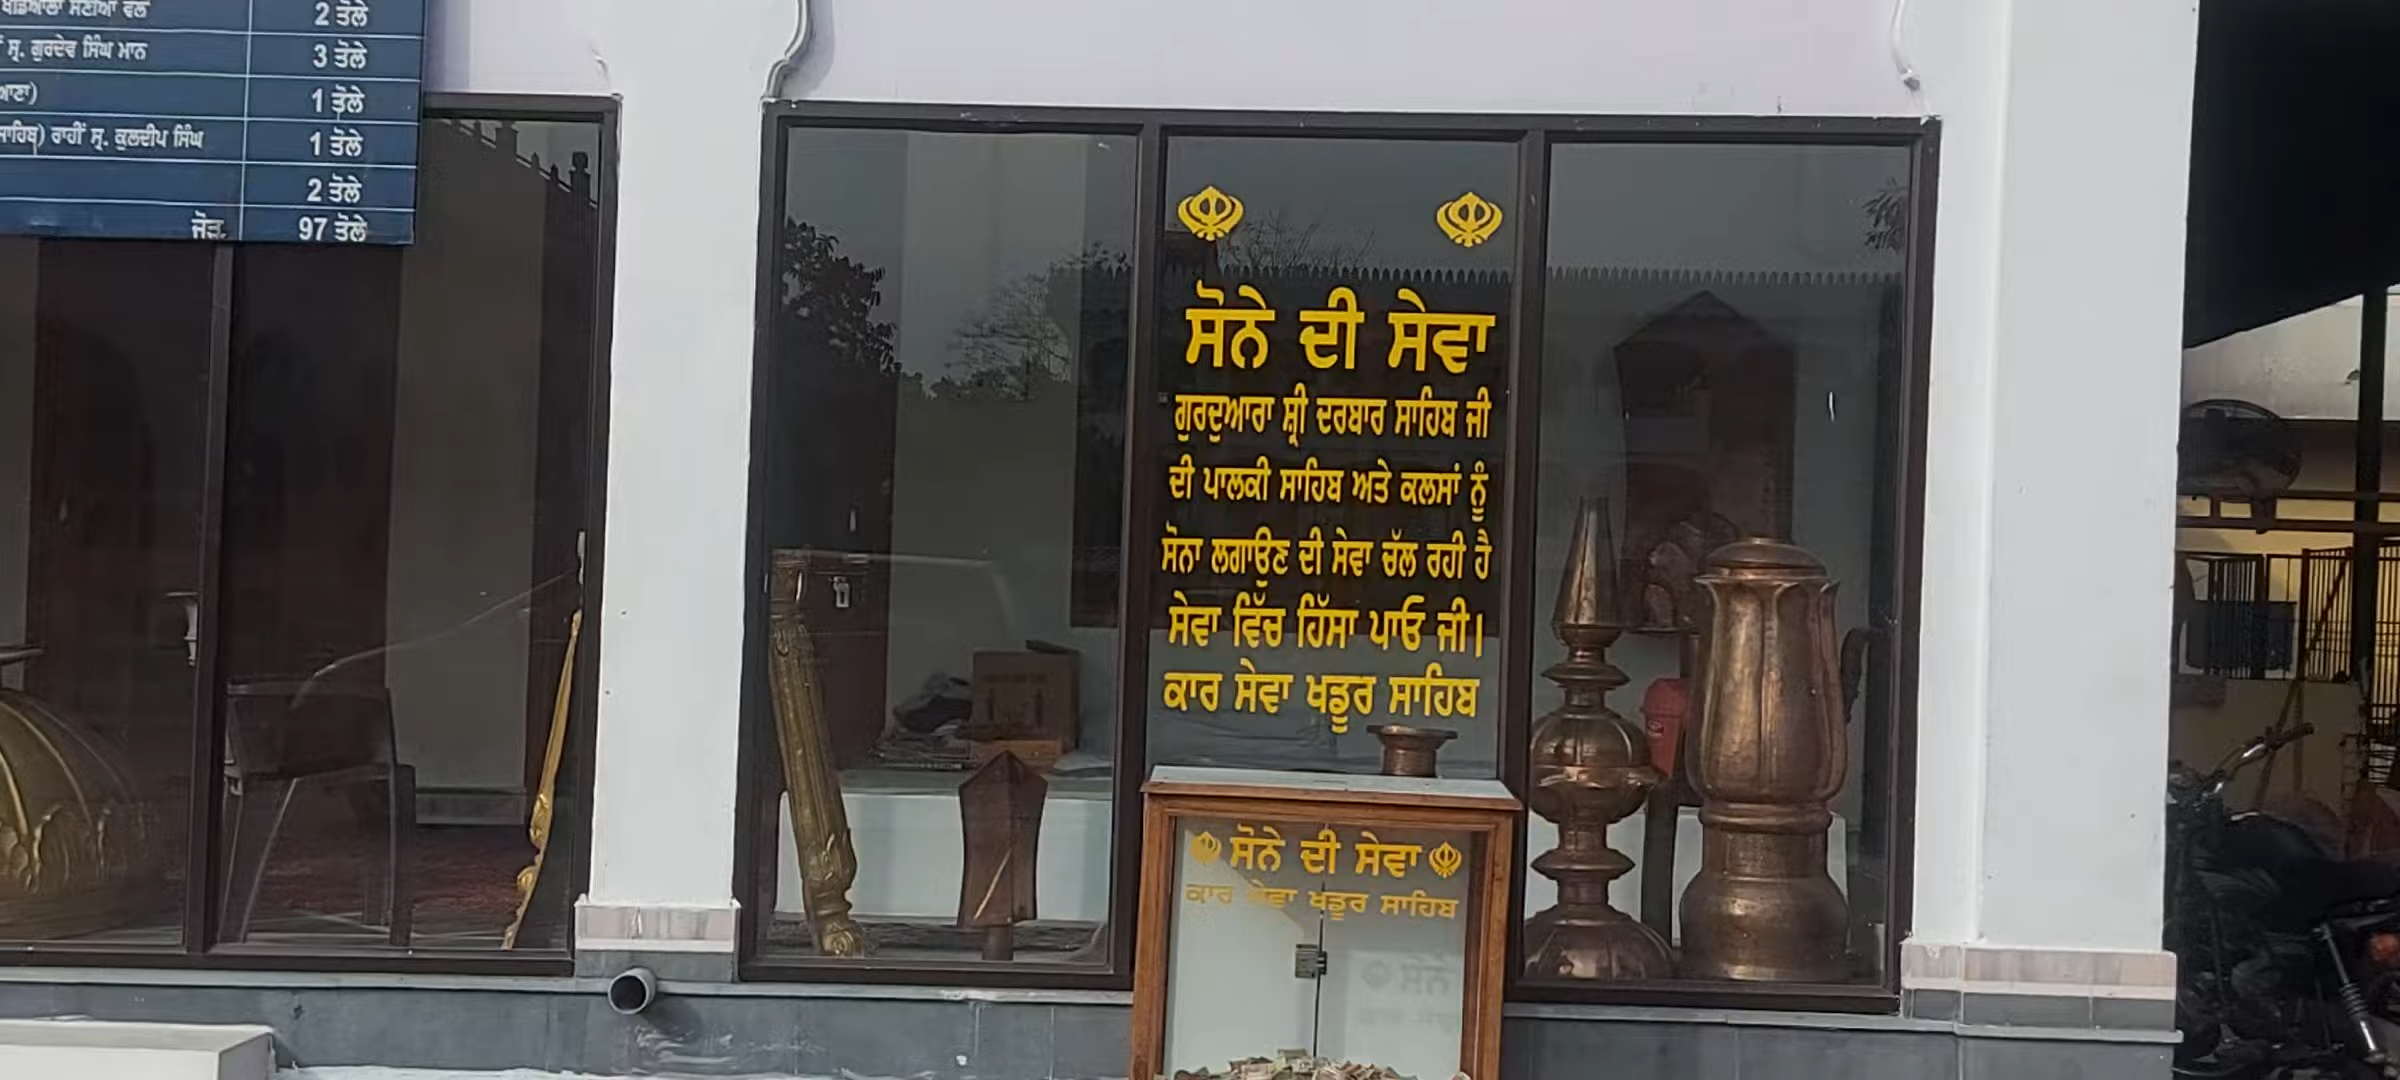 2 ਤੋਲੇ
ਸ੍ਰ. ਗੁਰਦੇਵ ਸਿੰਘ ਮਾਨ 3 ਤੋਲੇ
1 ਤੋਲੇ
ਰਾਹੀਂ ਸ੍ਰ. ਕੁਲਦੀਪ ਸਿੰਘ 1 ਤੋਲੇ
2 ਤੋਲੇ
ਜੋੜ 97 ਤੋਲੇ
ਸੋਨੇ ਦੀ ਸੇਵਾ
ਗੁਰਦੁਆਰਾ ਸ਼੍ਰੀ ਦਰਬਾਰ ਸਾਹਿਬ ਜੀ
ਦੀ ਪਾਲਕੀ ਸਾਹਿਬ ਅਤੇ ਕਲਸਾਂ ਨੂੰ
ਸੋਨਾ ਲਗਾਉਣ ਦੀ ਸੇਵਾ ਚੱਲ ਰਹੀ ਹੈ
ਸੇਵਾ ਵਿੱਚ ਹਿੱਸਾ ਪਾਓ ਜੀ।
ਕਾਰ ਸੇਵਾ ਖਡੂਰ ਸਾਹਿਬ
ਸੋਨੇ ਦੀ ਸੇਵਾ
ਕਾਰ ਸੇਵਾ ਖਡੂਰ ਸਾਹਿਬ